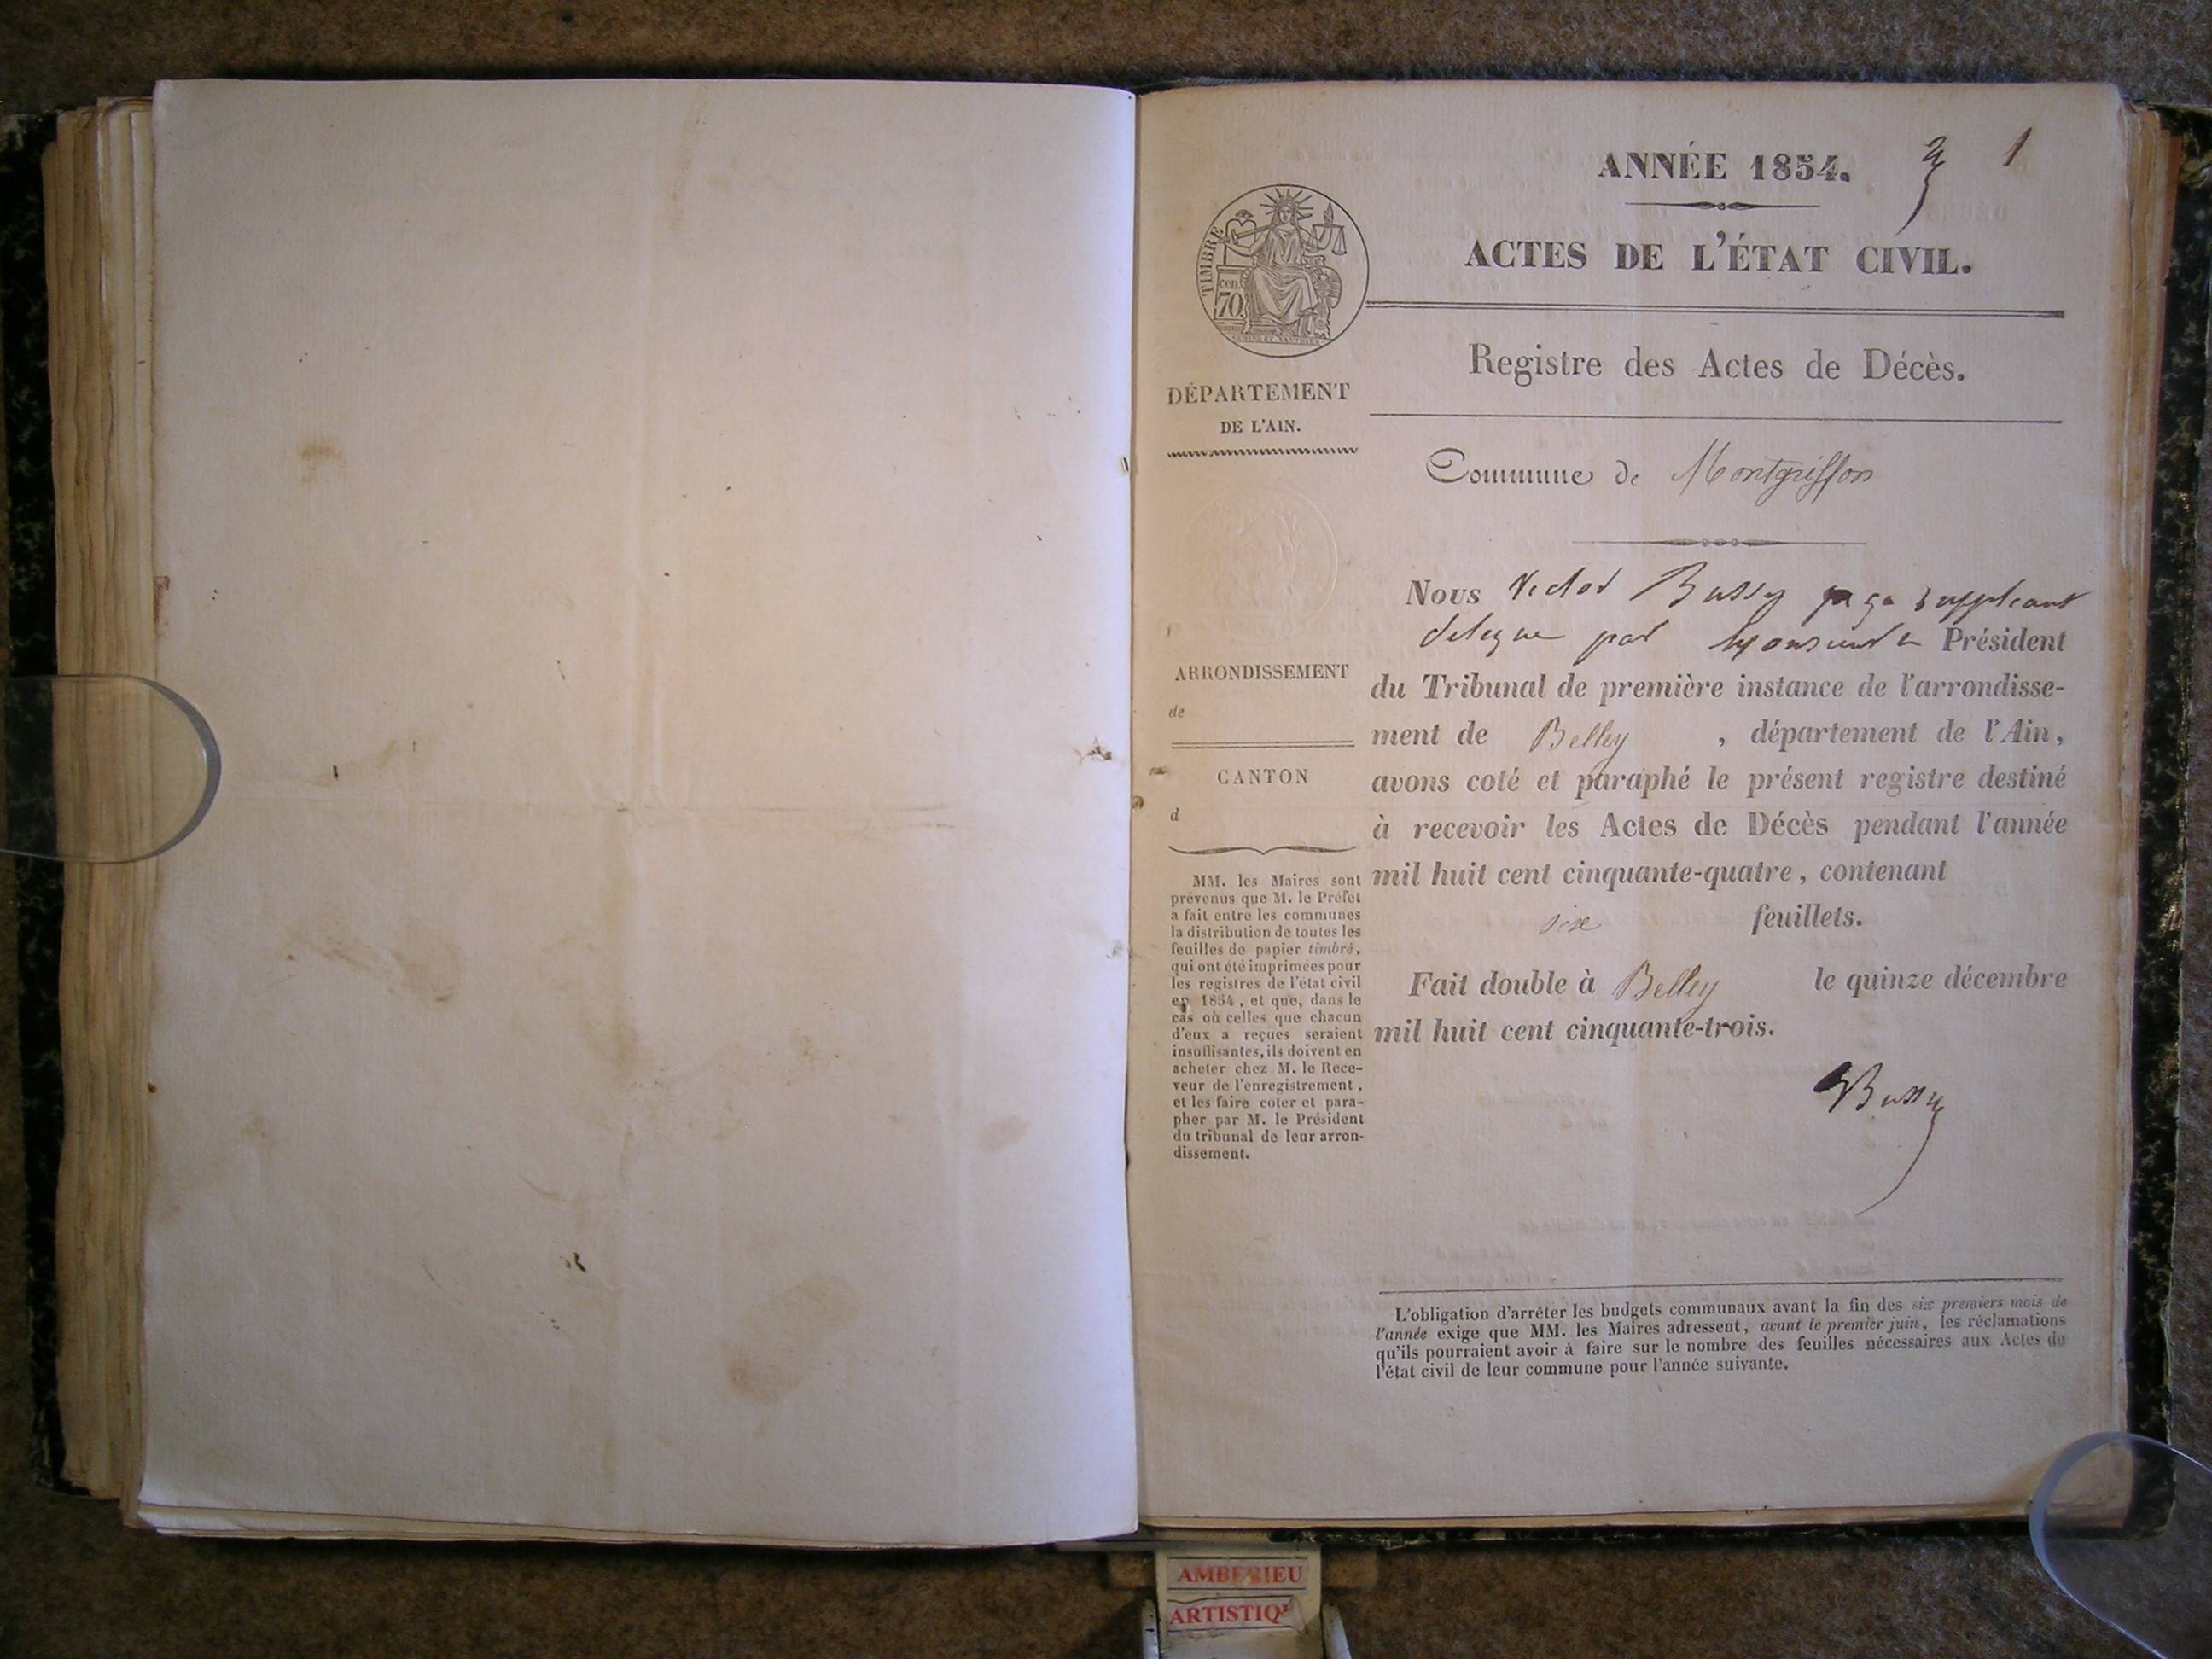 ANNÉE 1854.
1
ACTES DE L'ÉTAT CIVIL.
TIMBRE
cen.
70
Registre des Actes de Décès.
DÉPARTEMENT
DE L'AIN.
Commune de Montgriffon
Nous Victor Bussy juge suppleant
delegue par Monsieur le Président
du Tribunal de première instance de l'arrondisse-
ment de Belley, département de l'Ain,
avons coté et paraphé le présent registre destiné
à recevoir les Actes de Décès pendant l'année
mil huit cent cinquante-quatre, contenant
six feuillets.
Fait double à Belley le quinze décembre
mil huit cent cinquante-trois.
Bussy
ARRONDISSEMENT
de
CANTON
d
MM. les Maires sont
prévenus que M. le Préfet
a fait entre les communes
la distribution de toutes les
feuilles de papier timbré,
qui ont été imprimées pour
les registres de l'état civil
en 1854, et que, dans le
cas où celles que chacun
d'eux a reçues seraient
insuffisantes, ils doivent en
acheter chez M. le Rece-
veur de l'enregistrement,
et les faire coter et para-
pher par M. le Président
du tribunal de leur arron-
dissement.
L'obligation d'arrêter les budgets communaux avant la fin des six premiers mois de
l'année exige que MM. les Maires adressent, avant le premier juin, les réclamations
qu'ils pourraient avoir à faire sur le nombre des feuilles nécessaires aux Actes de
l'état civil de leur commune pour l'année suivante.
AMBERIEU
ARTISTIQ